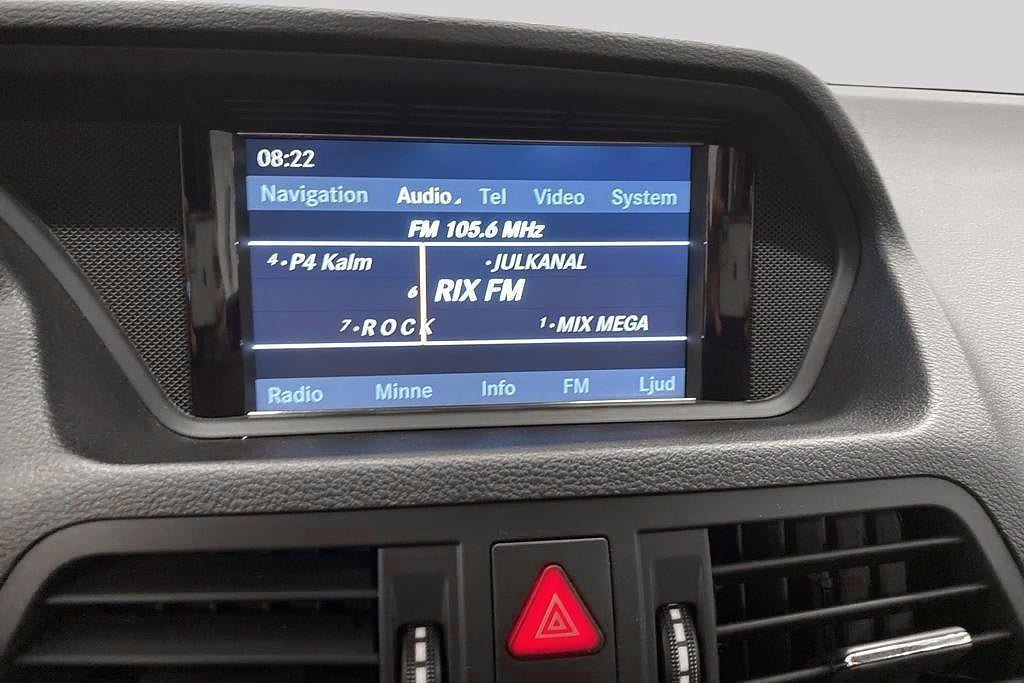 08:22
Navigation Audio Tel Video System
FM 105.6 MHz
4•P4 Kalm •JULKANAL
6 RIX FM
7•ROCK 1•MIX MEGA
Radio Minne Info FM Ljud